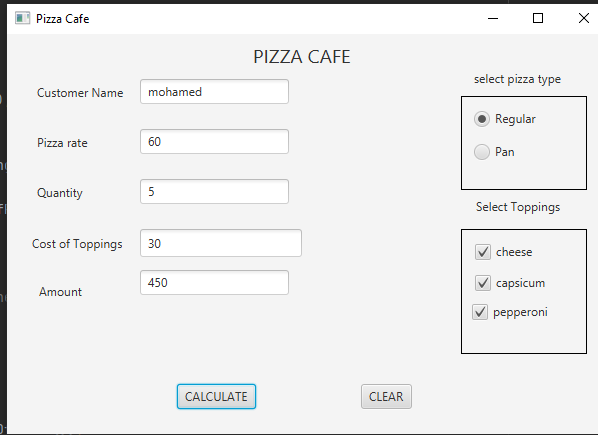 Pizza Cafe
PIZZA CAFE
Customer Name mohamed
Pizza rate 60
Quantity 5
Cost of Toppings 30
Amount 450
select pizza type
Regular
Pan
Select Toppings
cheese
capsicum
pepperoni
CALCULATE CLEAR